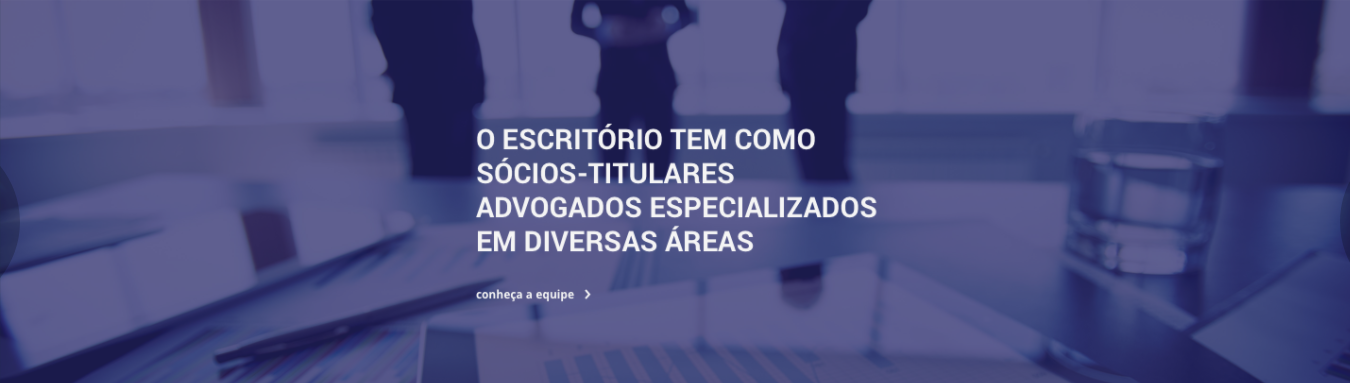 O ESCRITÓRIO TEM COMO
SÓCIOS-TITULARES
ADVOGADOS ESPECIALIZADOS
EM DIVERSAS ÁREAS
conheça a equipe